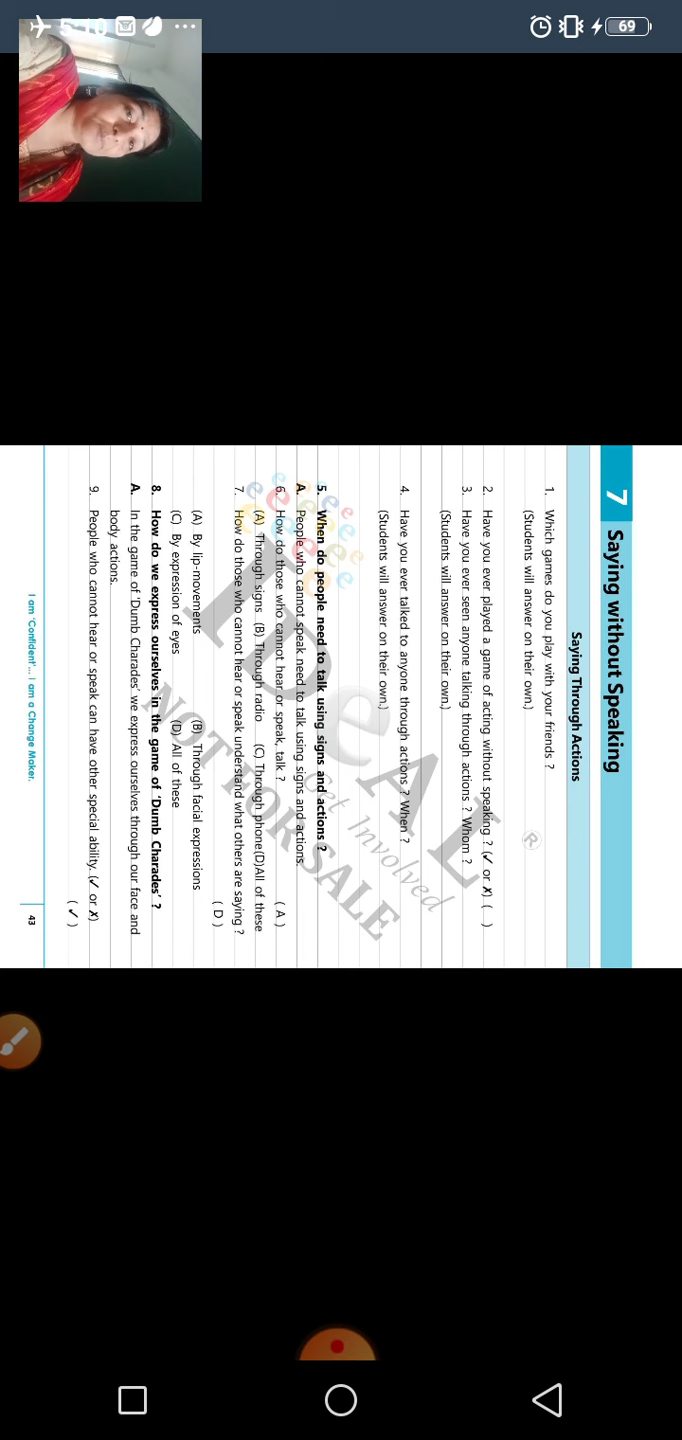 5:10
69
7 Saying without Speaking
Saying Through Actions
1. Which games do you play with your friends ?
(Students will answer on their own.)
R
2. Have you ever played a game of acting without speaking ? (✓ or ✗) ( )
3. Have you ever seen anyone talking through actions ? Whom ?
(Students will answer on their own.)
4. Have you ever talked to anyone through actions ? When ?
(Students will answer on their own.)
5. When do people need to talk using signs and actions ?
A. People who cannot speak need to talk using signs and actions.
6. How do those who cannot hear or speak, talk ? ( A )
(A) Through signs (B) Through radio (C) Through phone(D)All of these
7. How do those who cannot hear or speak understand what others are saying ?
( D )
(A) By lip-movements (B) Through facial expressions
(C) By expression of eyes (D) All of these
8. How do we express ourselves in the game of 'Dumb Charades' ?
A. In the game of 'Dumb Charades' we express ourselves through our face and
body actions.
9. People who cannot hear or speak can have other special ability. (✓ or ✗)
( ✓ )
IDeAL
Get Involved
NOT FOR SALE
I am 'Confident'... I am a Change Maker.
43